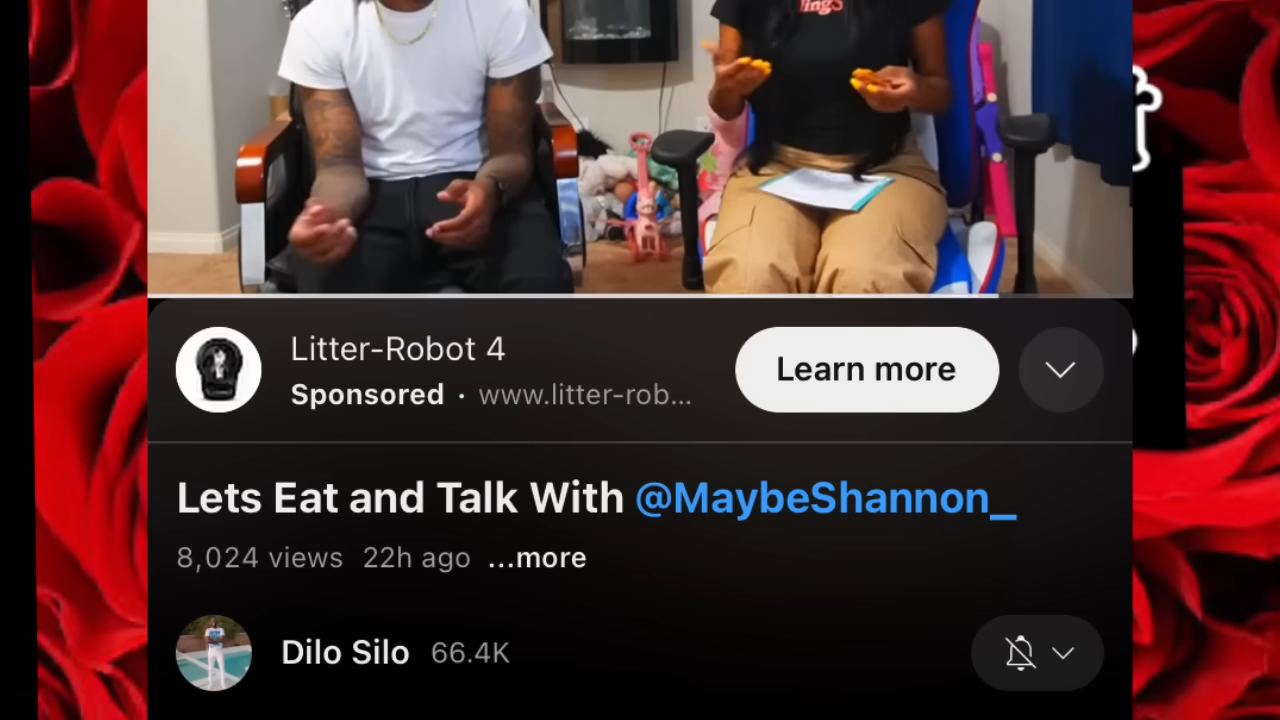 lings
Litter-Robot 4
Learn more
Sponsored · www.litter-rob...
Lets Eat and Talk With @MaybeShannon_
8,024 views 22h ago ...more
Dilo Silo 66.4K